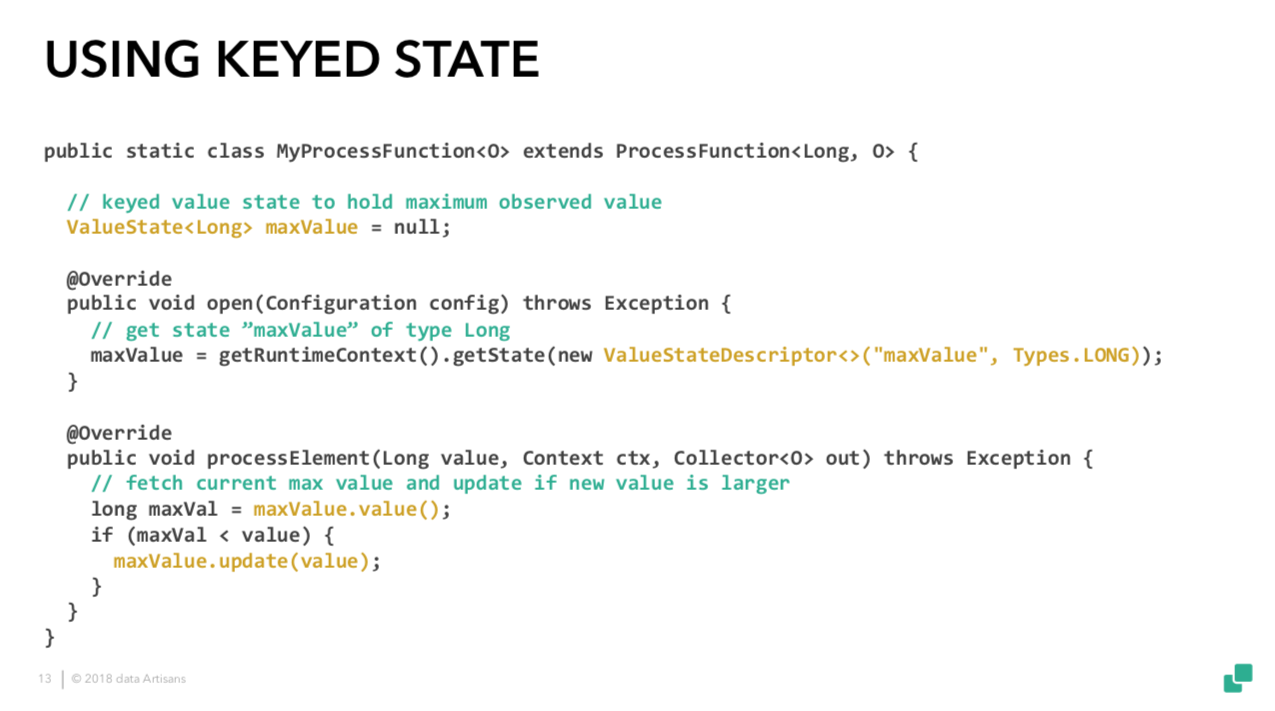 USING KEYED STATE
public static class MyProcessFunction<O> extends ProcessFunction<Long, O> {
// keyed value state to hold maximum observed value
ValueState<Long> maxValue = null;
@Override
public void open(Configuration config) throws Exception {
// get state ”maxValue” of type Long
maxValue = getRuntimeContext().getState(new ValueStateDescriptor<>("maxValue", Types.LONG));
}
@Override
public void processElement(Long value, Context ctx, Collector<O> out) throws Exception {
// fetch current max value and update if new value is larger
long maxVal = maxValue.value();
if (maxVal < value) {
maxValue.update(value);
}
}
}
13 | © 2018 data Artisans